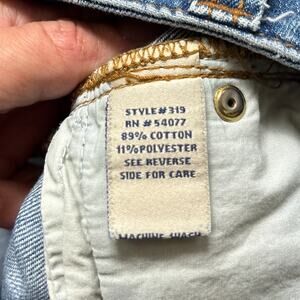 STYLE#319
RN #54077
89% COTTON
11% POLYESTER
SEE REVERSE
SIDE FOR CARE
MACHINE WASH